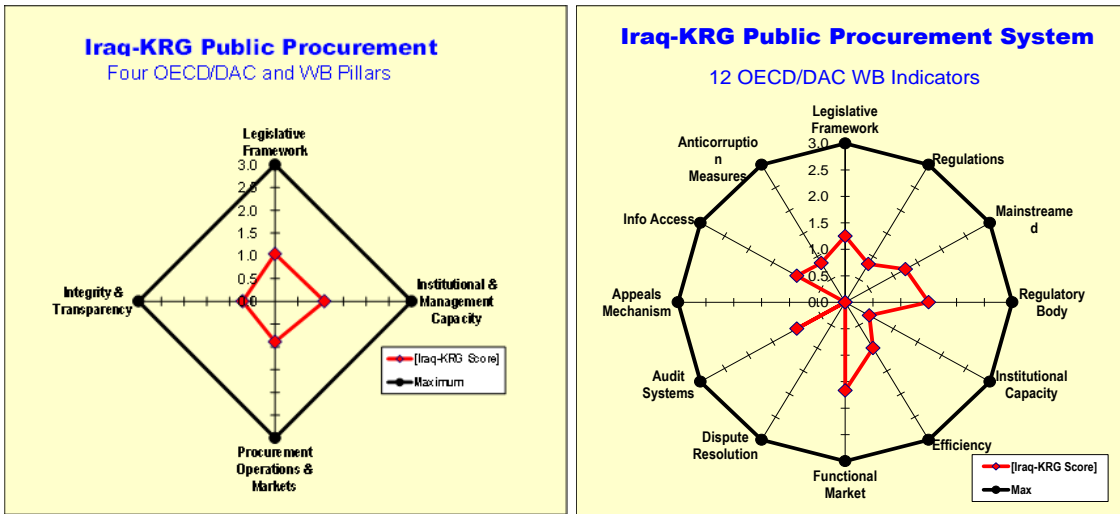 Iraq-KRG Public Procurement
Four OECD/DAC and WB Pillars
Legislative
Framework
3.0
2.5
2.0
1.5
1.0
0.5
0.0
Integrity &
Transparency
Institutional &
Management
Capacity
[Iraq-KRG Score]
Maximum
Procurement
Operations &
Markets
Iraq-KRG Public Procurement System
12 OECD/DAC WB Indicators
Legislative
Framework
Anticorruptio
n
Measures
Regulations
3.0
2.5
2.0
1.5
1.0
0.5
0.0
Info Access
Mainstreame
d
Appeals
Mechanism
Regulatory
Body
Audit
Systems
Institutional
Capacity
Dispute
Resolution
Efficiency
Functional
Market
[Iraq-KRG Score]
Max